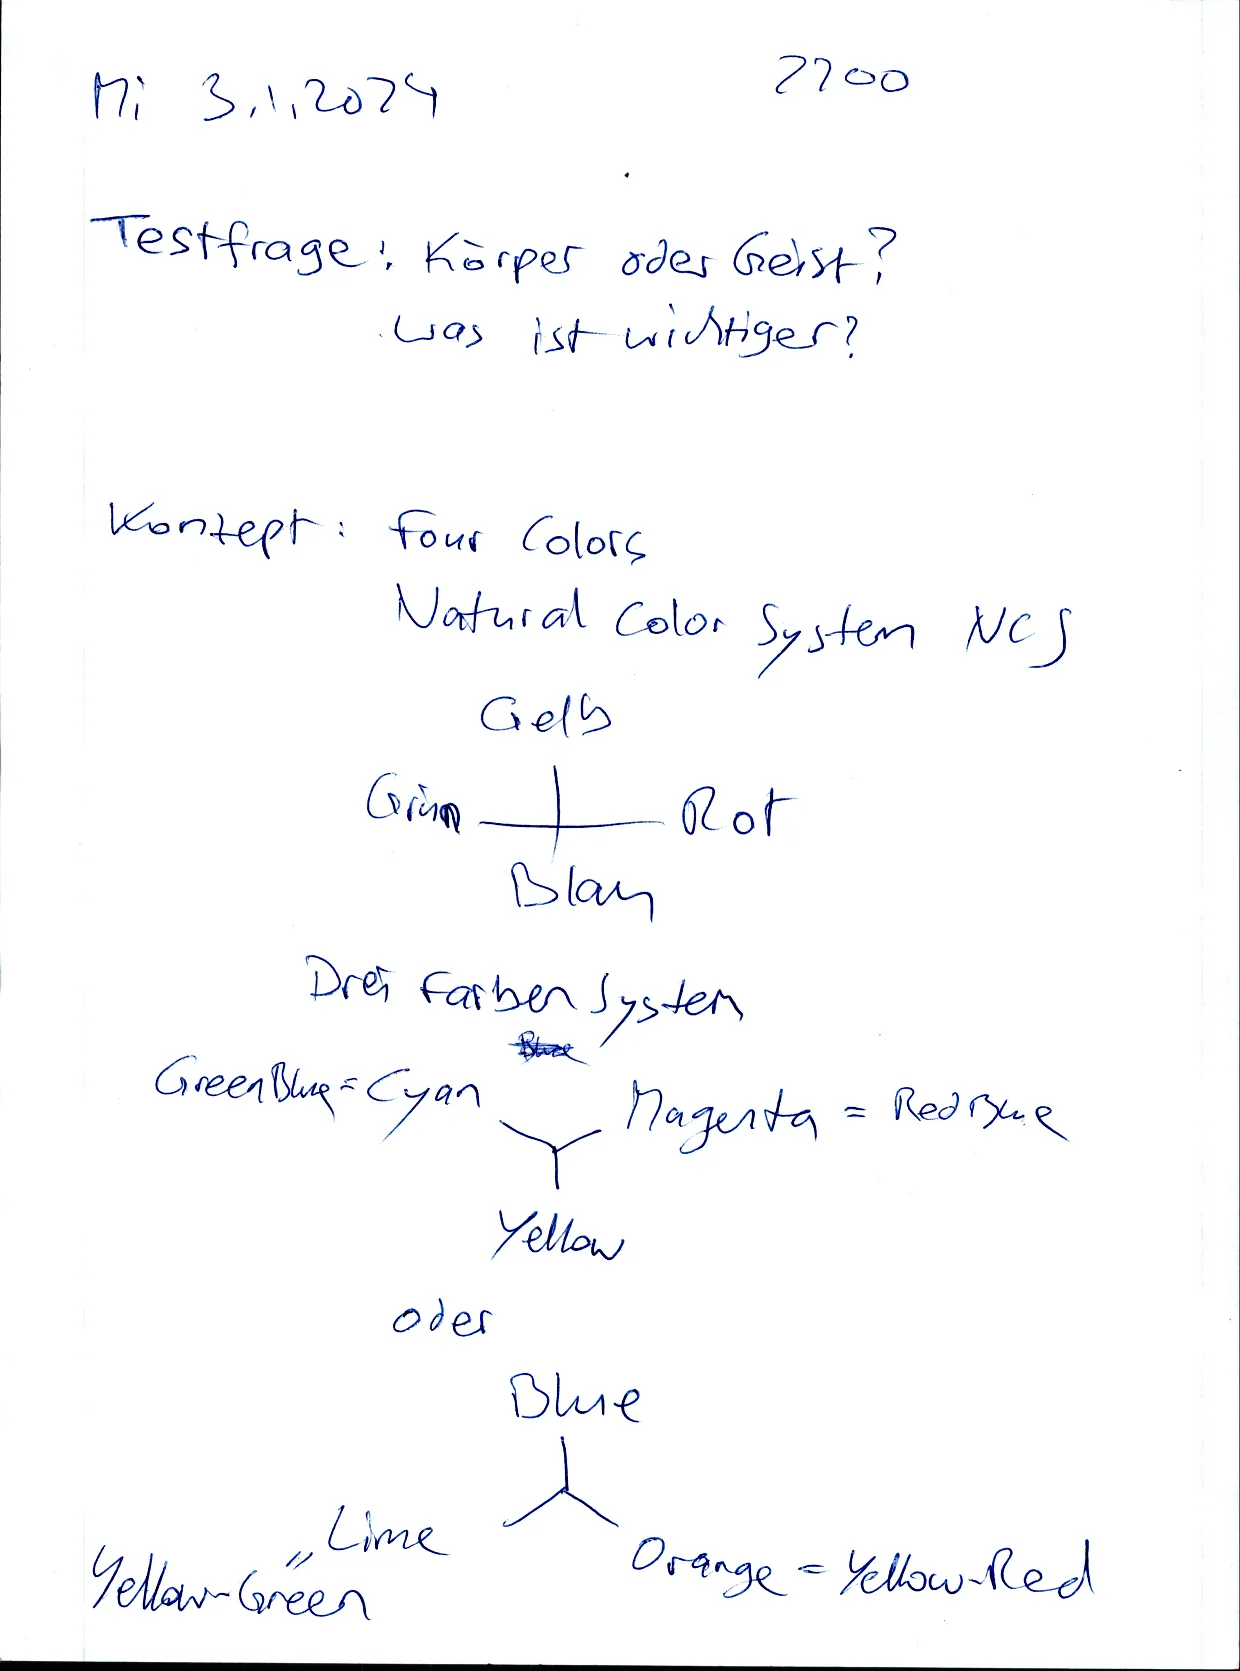 Mi 3.1.2024 2200
Testfrage: Körper oder Geist?
Was ist wichtiger?
Konzept: Four Colors
Natural Color System NCS
Gelb
Grün Rot
Blau
Drei Farben System
GreenBlue = Cyan Magenta = RedBlue
Yellow
oder
Blue
Lime
Orange = Yellow-Red
=
Yellow-Green